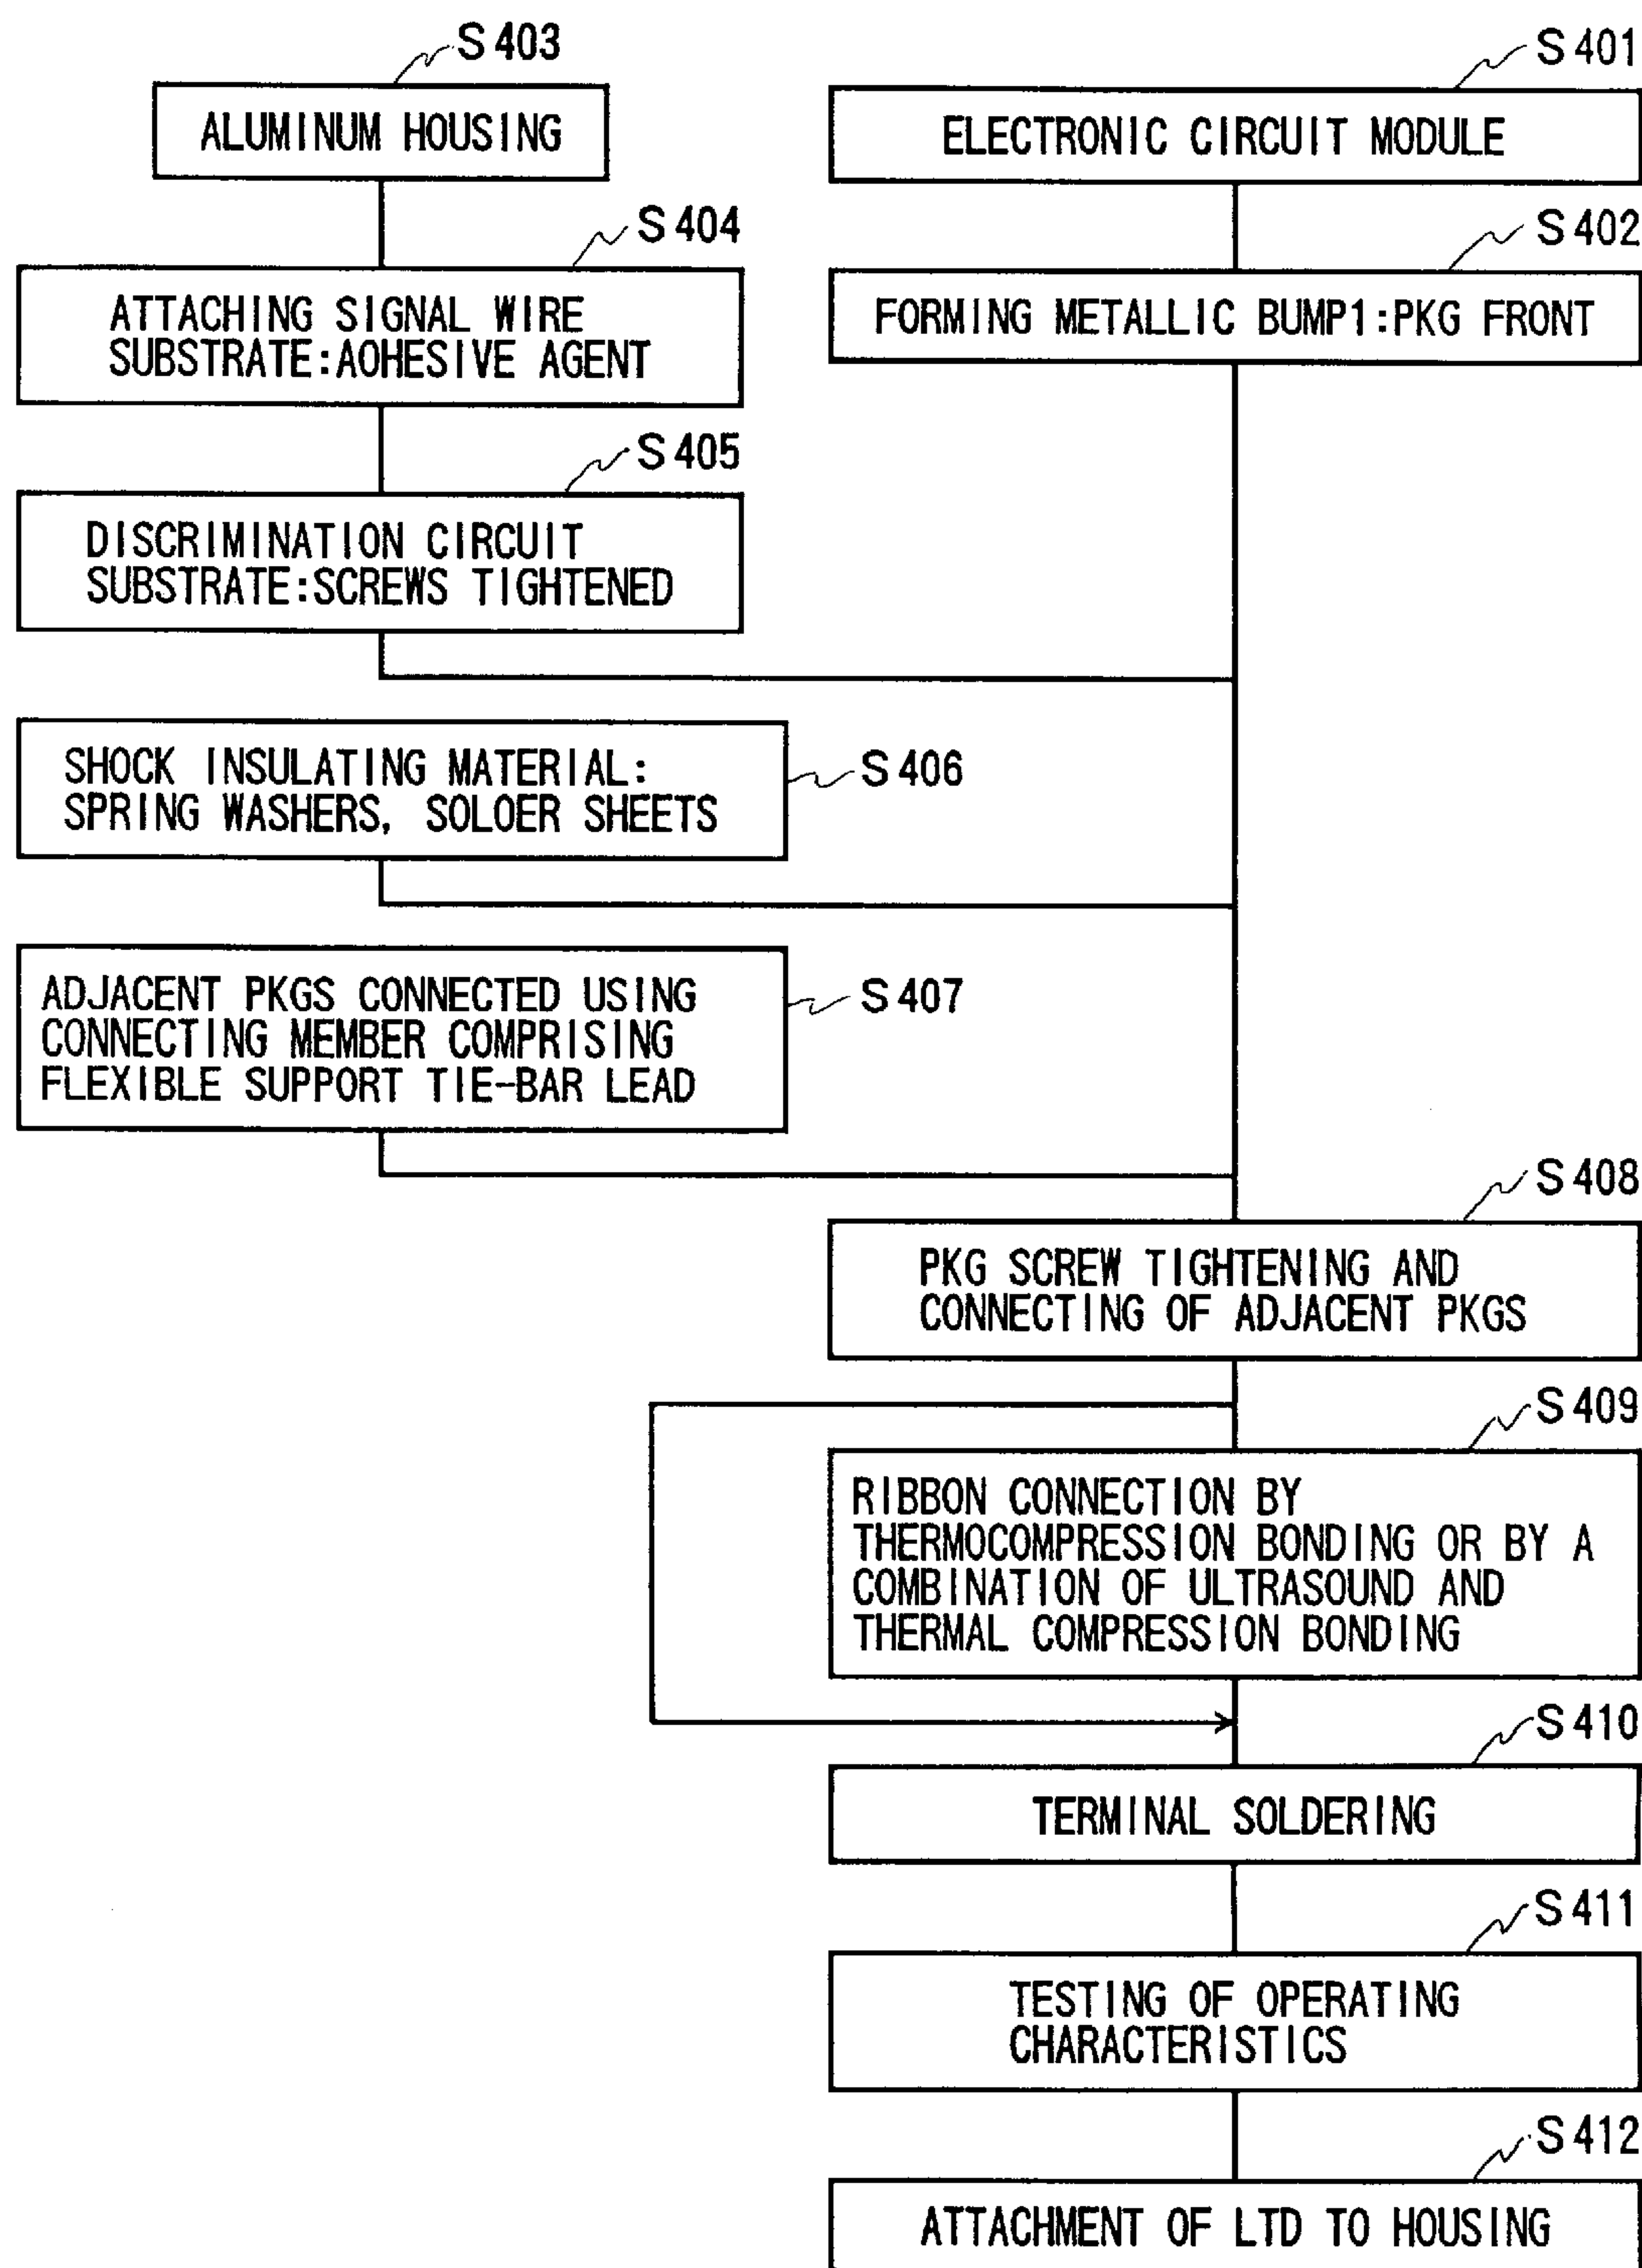 S403
ALUMINUM HOUSING
S401
ELECTRONIC CIRCUIT MODULE
S404
ATTACHING SIGNAL WIRE
SUBSTRATE:AOHESIVE AGENT
S402
FORMING METALLIC BUMP1:PKG FRONT
S405
DISCRIMINATION CIRCUIT
SUBSTRATE:SCREWS TIGHTENED
SHOCK INSULATING MATERIAL:
SPRING WASHERS, SOLOER SHEETS
S406
ADJACENT PKGS CONNECTED USING
CONNECTING MEMBER COMPRISING
FLEXIBLE SUPPORT TIE-BAR LEAD
S407
S408
PKG SCREW TIGHTENING AND
CONNECTING OF ADJACENT PKGS
S409
RIBBON CONNECTION BY
THERMOCOMPRESSION BONDING OR BY A
COMBINATION OF ULTRASOUND AND
THERMAL COMPRESSION BONDING
S410
TERMINAL SOLDERING
S411
TESTING OF OPERATING
CHARACTERISTICS
S412
ATTACHMENT OF LTD TO HOUSING